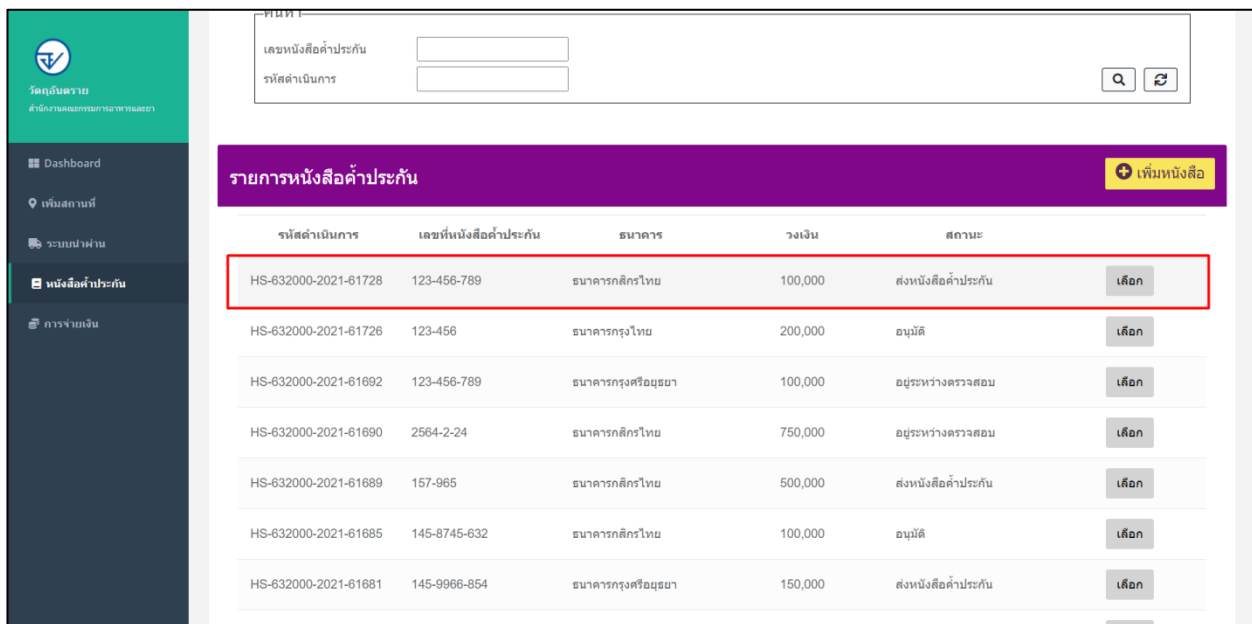 ค้นหา
เลขหนังสือค้ำประกัน
รหัสดำเนินการ
วัตถุอันตราย
สำนักงานคณะกรรมการอาหารและยา
Dashboard
เพิ่มสถานที่
ระบบนำผ่าน
หนังสือค้ำประกัน
การจ่ายเงิน
รายการหนังสือค้ำประกัน
เพิ่มหนังสือ
รหัสดำเนินการ เลขที่หนังสือค้ำประกัน ธนาคาร วงเงิน สถานะ
HS-632000-2021-61728 123-456-789 ธนาคารกสิกรไทย 100,000 ส่งหนังสือค้ำประกัน เลือก
HS-632000-2021-61726 123-456 ธนาคารกรุงไทย 200,000 อนุมัติ เลือก
HS-632000-2021-61692 123-456-789 ธนาคารกรุงศรีอยุธยา 100,000 อยู่ระหว่างตรวจสอบ เลือก
HS-632000-2021-61690 2564-2-24 ธนาคารกสิกรไทย 750,000 อยู่ระหว่างตรวจสอบ เลือก
HS-632000-2021-61689 157-965 ธนาคารกสิกรไทย 500,000 ส่งหนังสือค้ำประกัน เลือก
HS-632000-2021-61685 145-8745-632 ธนาคารกสิกรไทย 100,000 อนุมัติ เลือก
HS-632000-2021-61681 145-9966-854 ธนาคารกรุงศรีอยุธยา 150,000 ส่งหนังสือค้ำประกัน เลือก